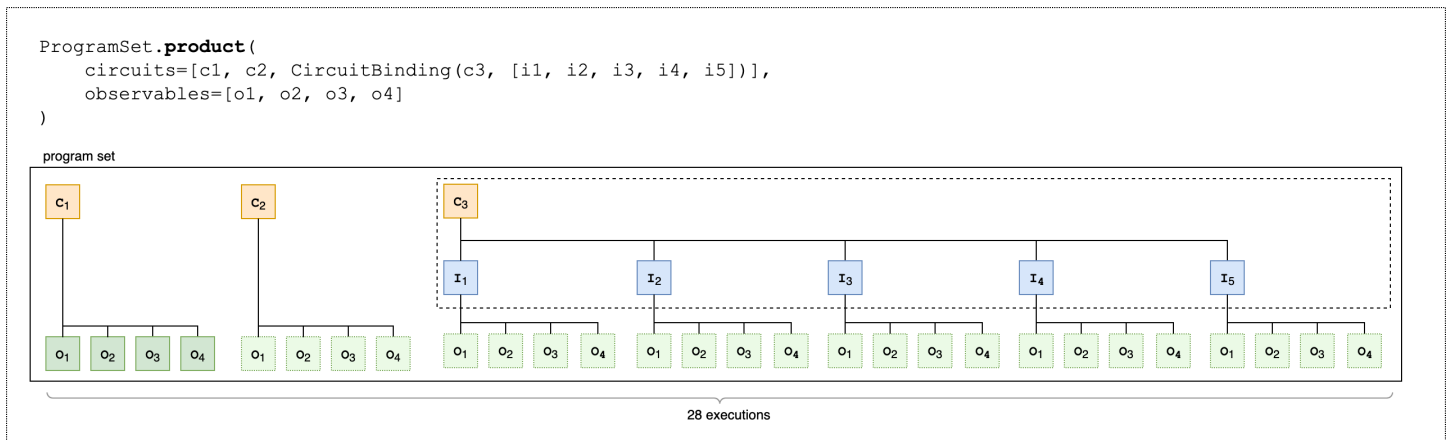 ProgramSet.product(
    circuits=[c1, c2, CircuitBinding(c3, [i1, i2, i3, i4, i5])],
    observables=[o1, o2, o3, o4]
)
program set
C₁ C₂ C₃
I₁ I₂ I₃ I₄ I₅
O₁ O₂ O₃ O₄ O₁ O₂ O₃ O₄ O₁ O₂ O₃ O₄ O₁ O₂ O₃ O₄ O₁ O₂ O₃ O₄ O₁ O₂ O₃ O₄ O₁ O₂ O₃ O₄
28 executions